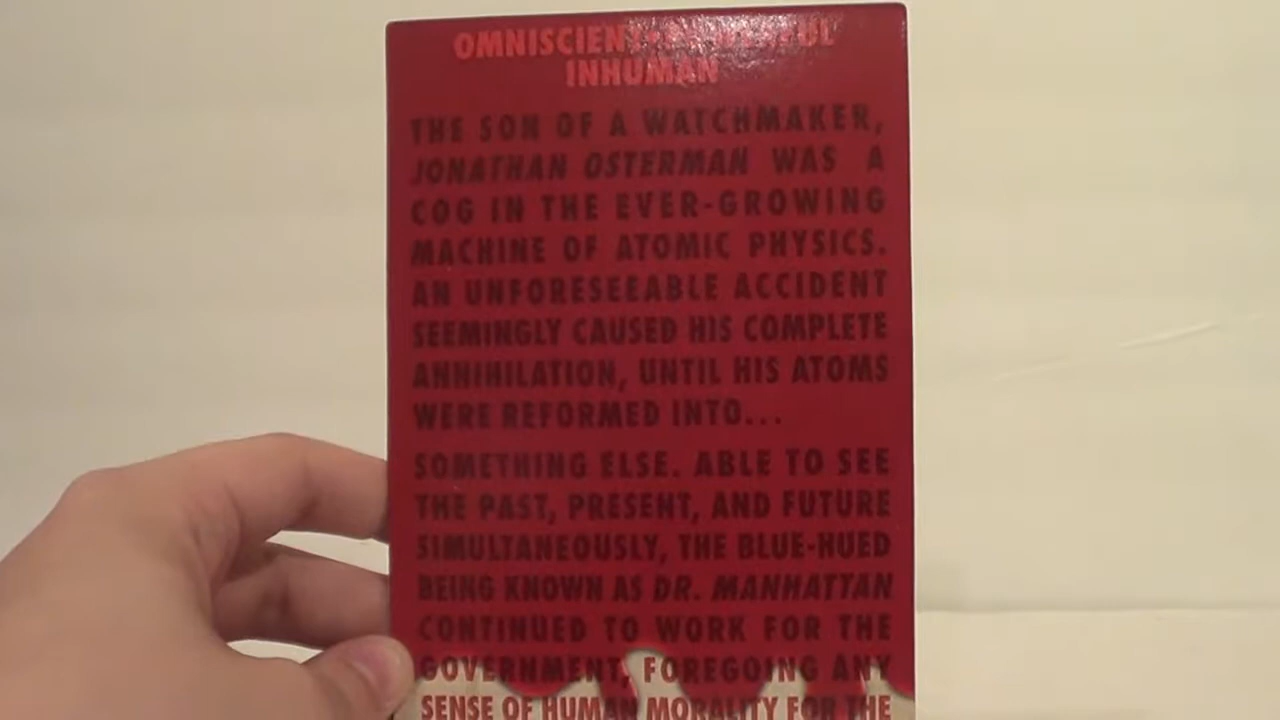 OMNISCIENT
INHUMAN
THE SON OF A WATCHMAKER,
JONATHAN OSTERMAN WAS A
COG IN THE EVER-GROWING
MACHINE OF ATOMIC PHYSICS.
AN UNFORESEEABLE ACCIDENT
SEEMINGLY CAUSED HIS COMPLETE
ANNIHILATION, UNTIL HIS ATOMS
WERE REFORMED INTO...
SOMETHING ELSE. ABLE TO SEE
THE PAST, PRESENT, AND FUTURE
SIMULTANEOUSLY, THE BLUE-HUED
BEING KNOWN AS DR. MANHATTAN
CONTINUED TO WORK FOR THE
GOVERNMENT, FOREGOING ANY
SENSE OF HUMAN MORALITY FOR THE